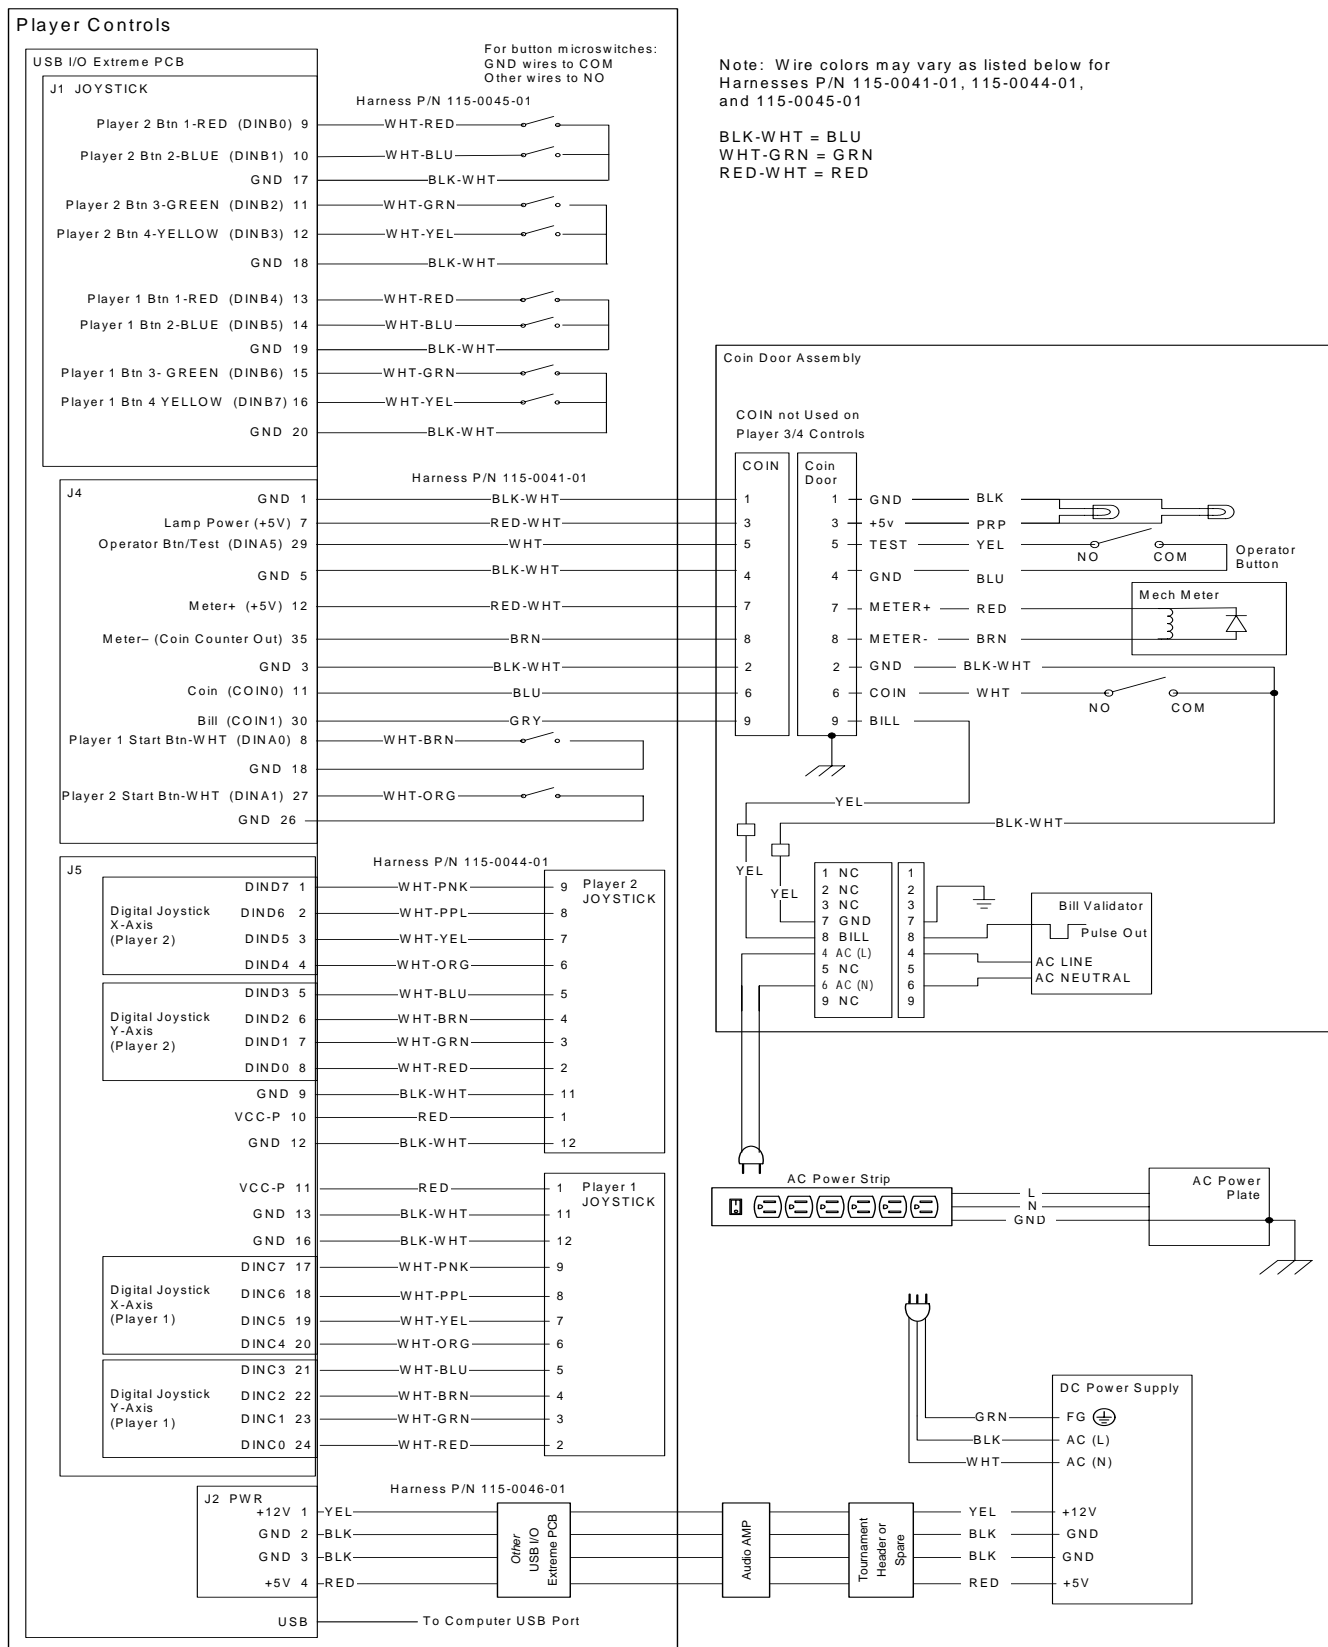 Player Controls
USB I/O Extreme PCB
For button microswitches:
GND wires to COM
Other wires to NO
J1 JOYSTICK
Harness P/N 115-0045-01
Player 2 Btn 1-RED (DINB0) 9 WHT-RED
Player 2 Btn 2-BLUE (DINB1) 10 WHT-BLU
GND 17 BLK-WHT
Player 2 Btn 3-GREEN (DINB2) 11 WHT-GRN
Player 2 Btn 4-YELLOW (DINB3) 12 WHT-YEL
GND 18 BLK-WHT
Player 1 Btn 1-RED (DINB4) 13 WHT-RED
Player 1 Btn 2-BLUE (DINB5) 14 WHT-BLU
GND 19 BLK-WHT
Player 1 Btn 3- GREEN (DINB6) 15 WHT-GRN
Player 1 Btn 4 YELLOW (DINB7) 16 WHT-YEL
GND 20 BLK-WHT
Note: Wire colors may vary as listed below for
Harnesses P/N 115-0041-01, 115-0044-01,
and 115-0045-01
BLK-WHT = BLU
WHT-GRN = GRN
RED-WHT = RED
J4
Harness P/N 115-0041-01
GND 1 BLK-WHT
Lamp Power (+5V) 7 RED-WHT
Operator Btn/Test (DINA5) 29 WHT
GND 5 BLK-WHT
Meter+ (+5V) 12 RED-WHT
Meter– (Coin Counter Out) 35 BRN
GND 3 BLK-WHT
Coin (COIN0) 11 BLU
Bill (COIN1) 30 GRY
Player 1 Start Btn-WHT (DINA0) 8 WHT-BRN
GND 18
Player 2 Start Btn-WHT (DINA1) 27 WHT-ORG
GND 26
Coin Door Assembly
COIN not Used on
Player 3/4 Controls
COIN
Coin
Door
1 1 GND BLK
3 3 +5v PRP
5 5 TEST YEL NO COM
Operator
Button
4 4 GND BLU
Mech Meter
7 7 METER+ RED
8 8 METER- BRN
2 2 GND BLK-WHT
6 6 COIN WHT NO COM
9 9 BILL
YEL
BLK-WHT
YEL
YEL
1 NC 1
2 NC 2
3 NC 3
7 GND 7
8 BILL 8
4 AC (L) 4
5 NC 5
6 AC (N) 6
9 NC 9
Bill Validator
Pulse Out
AC LINE
AC NEUTRAL
J5
Harness P/N 115-0044-01
Player 2
JOYSTICK
Digital Joystick
X-Axis
(Player 2)
DIND7 1 WHT-PNK 9
DIND6 2 WHT-PPL 8
DIND5 3 WHT-YEL 7
DIND4 4 WHT-ORG 6
Digital Joystick
Y-Axis
(Player 2)
DIND3 5 WHT-BLU 5
DIND2 6 WHT-BRN 4
DIND1 7 WHT-GRN 3
DIND0 8 WHT-RED 2
GND 9 BLK-WHT 11
VCC-P 10 RED 1
GND 12 BLK-WHT 12
Player 1
JOYSTICK
VCC-P 11 RED 1
GND 13 BLK-WHT 11
GND 16 BLK-WHT 12
Digital Joystick
X-Axis
(Player 1)
DINC7 17 WHT-PNK 9
DINC6 18 WHT-PPL 8
DINC5 19 WHT-YEL 7
DINC4 20 WHT-ORG 6
Digital Joystick
Y-Axis
(Player 1)
DINC3 21 WHT-BLU 5
DINC2 22 WHT-BRN 4
DINC1 23 WHT-GRN 3
DINC0 24 WHT-RED 2
AC Power Strip
L
N
GND
AC Power
Plate
DC Power Supply
GRN FG
BLK AC (L)
WHT AC (N)
J2 PWR
Harness P/N 115-0046-01
+12V 1 YEL
GND 2 BLK
GND 3 BLK
+5V 4 RED
Other
USB I/O
Extreme PCB
Audio AMP
Tournament
Header or
Spare
YEL +12V
BLK GND
BLK GND
RED +5V
USB To Computer USB Port